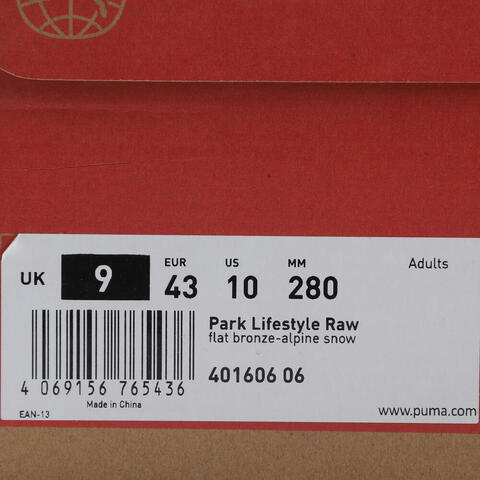 EUR US MM Adults
UK 9 43 10 280
Park Lifestyle Raw
flat bronze-alpine snow
401606 06
4 069156 765436
Made in China
EAN-13
www.puma.com